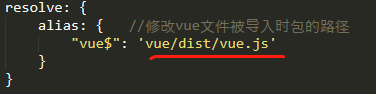 resolve: {
alias: { //修改vue文件被导入时包的路径
"vue$": 'vue/dist/vue.js'
}
}